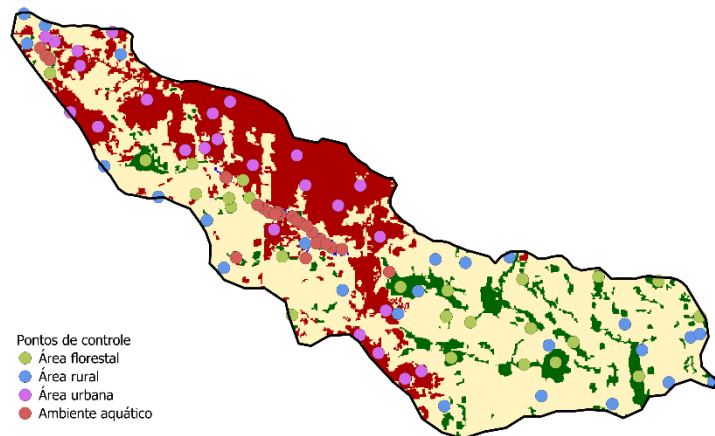 Pontos de controle
Área florestal
Área rural
Área urbana
Ambiente aquático